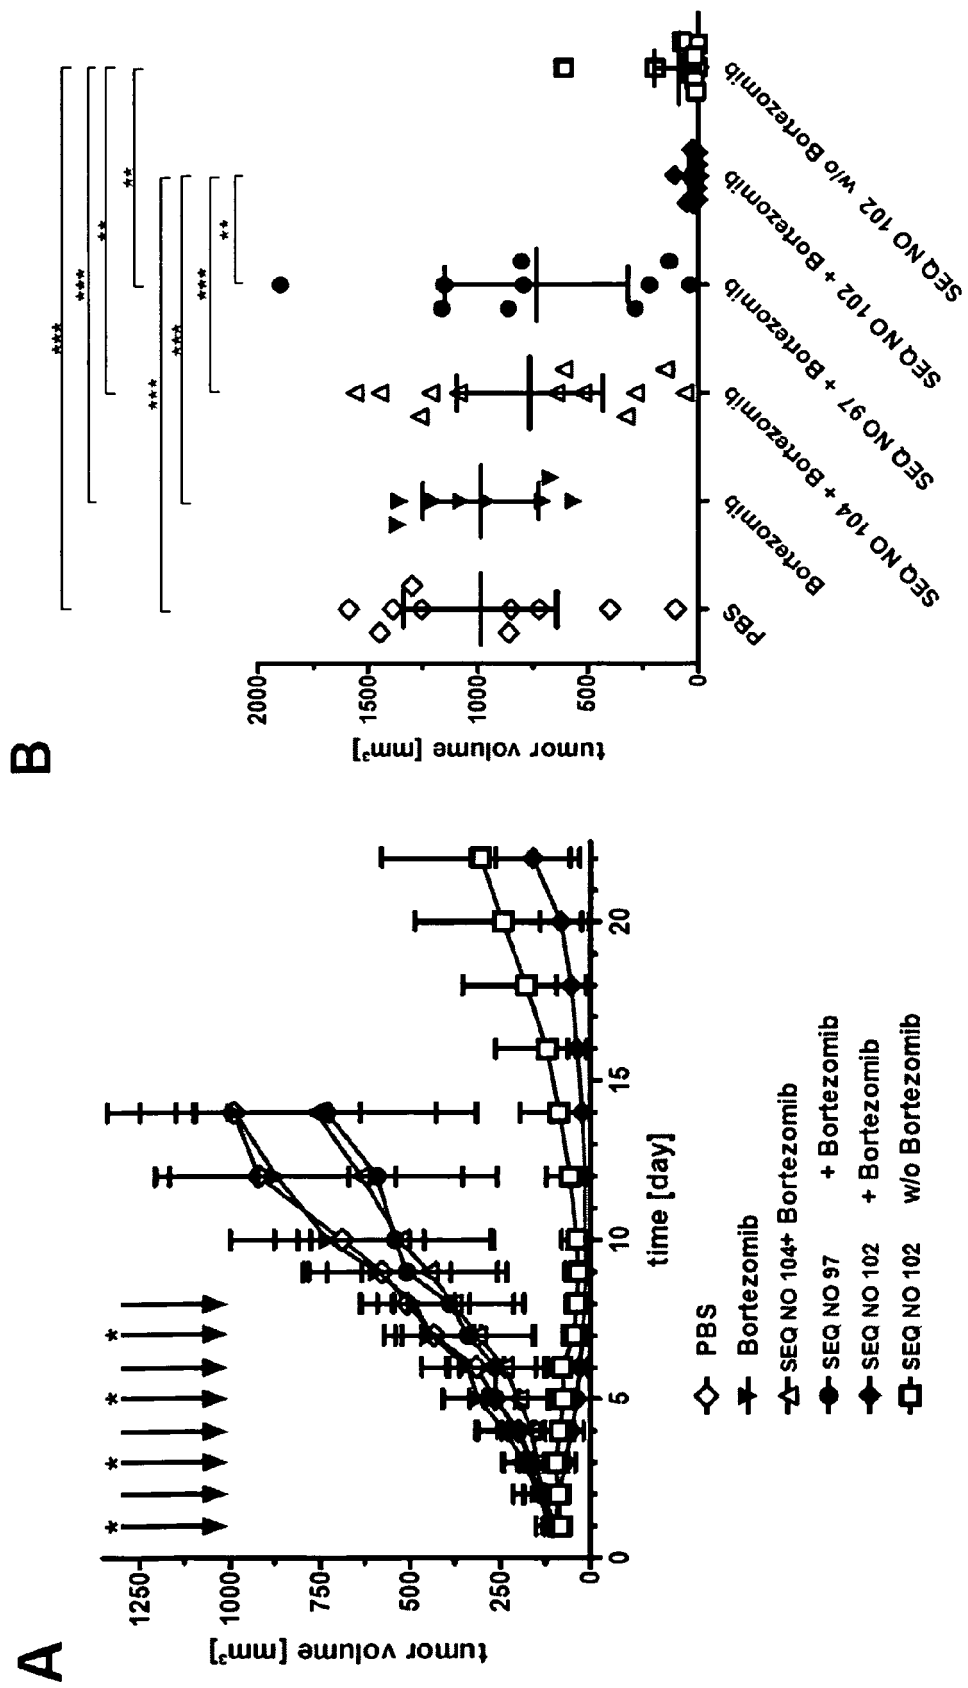 A
tumor volume [mm³]
1250
1000
750
500
250
0
* * * *
0 5 10 15 20
time [day]
PBS
Bortezomib
SEQ NO 104+ Bortezomib
SEQ NO 97 + Bortezomib
SEQ NO 102 + Bortezomib
SEQ NO 102 w/o Bortezomib
B
***
***
**
**
***
***
***
**
tumor volume [mm³]
2000
1500
1000
500
0
PBS
Bortezomib
SEQ NO 104 + Bortezomib
SEQ NO 97 + Bortezomib
SEQ NO 102 + Bortezomib
SEQ NO 102 w/o Bortezomib